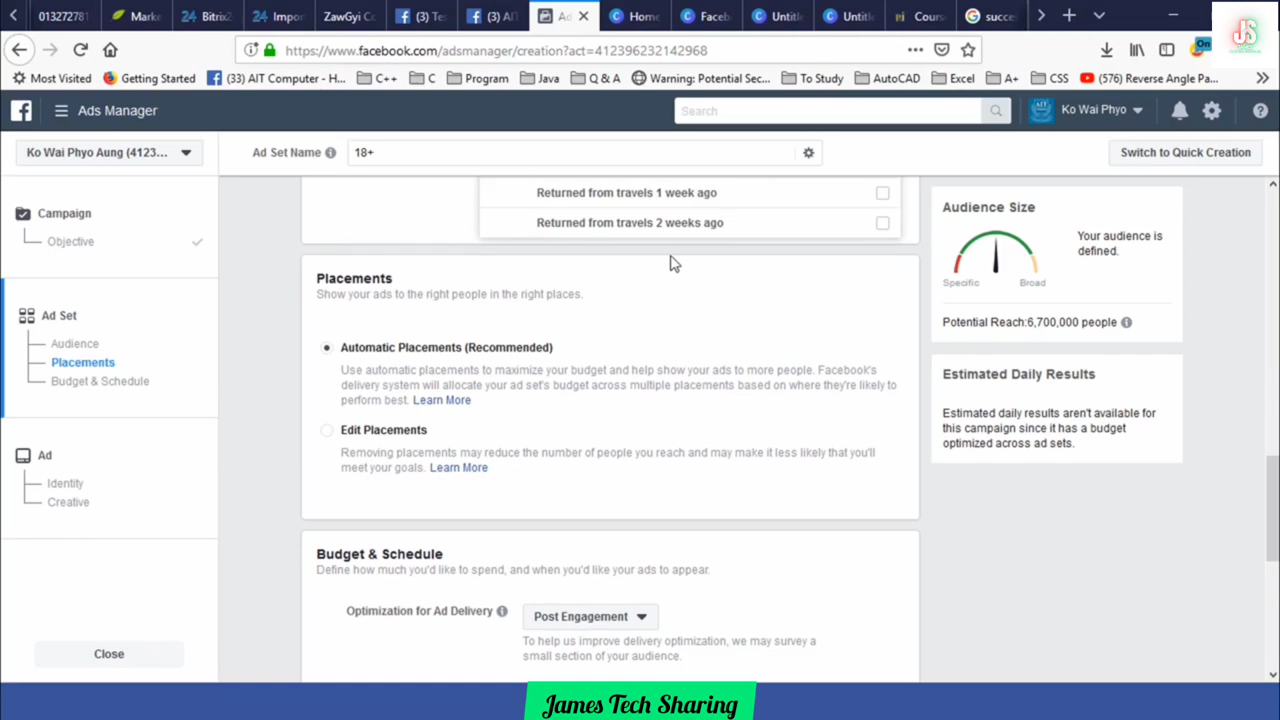 013272781
Marke
Bitrix2
Impor
ZawGyi Co
(3) Te
(3) AIT
Ad
Home
Faceb
Untitle
Untitle
Cours
succe
https://www.facebook.com/adsmanager/creation?act=412396232142968
On
JS
Most Visited
Getting Started
(33) AIT Computer - H...
C++
C
Program
Java
Q & A
Warning: Potential Sec...
To Study
AutoCAD
Excel
A+
CSS
(576) Reverse Angle Pa...
Ads Manager
Search
Ko Wai Phyo
Ko Wai Phyo Aung (4123...
Ad Set Name
18+
Switch to Quick Creation
Returned from travels 1 week ago
Returned from travels 2 weeks ago
Campaign
Objective
Ad Set
Audience
Placements
Budget & Schedule
Ad
Identity
Creative
Close
Placements
Show your ads to the right people in the right places.
Automatic Placements (Recommended)
Use automatic placements to maximize your budget and help show your ads to more people. Facebook's
delivery system will allocate your ad set's budget across multiple placements based on where they're likely to
perform best. Learn More
Edit Placements
Removing placements may reduce the number of people you reach and may make it less likely that you'll
meet your goals. Learn More
Budget & Schedule
Define how much you'd like to spend, and when you'd like your ads to appear.
Optimization for Ad Delivery
Post Engagement
To help us improve delivery optimization, we may survey a
small section of your audience.
Audience Size
Your audience is
defined.
Specific
Broad
Potential Reach:6,700,000 people
Estimated Daily Results
Estimated daily results aren't available for
this campaign since it has a budget
optimized across ad sets.
James Tech Sharing